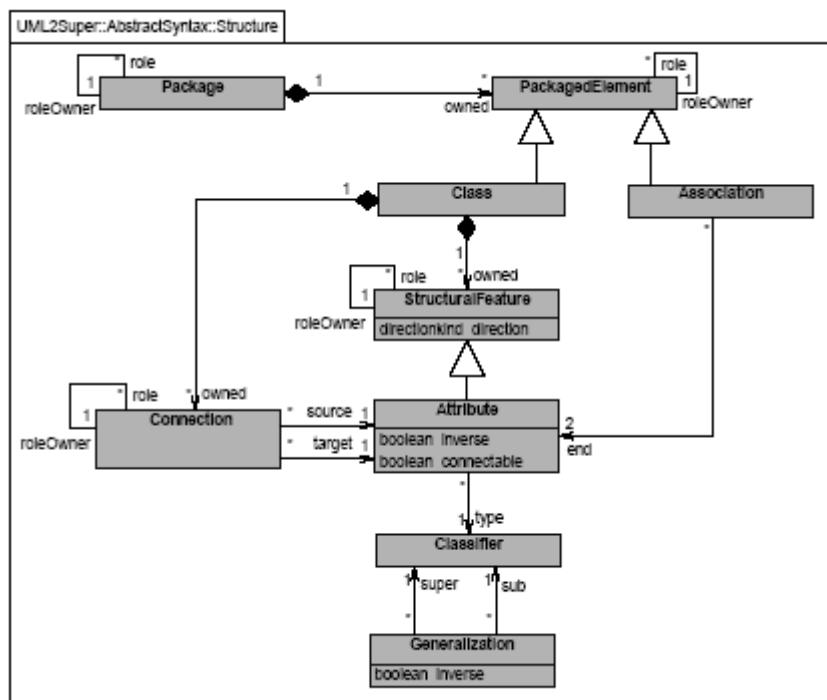 UML2Super::AbstractSyntax::Structure
* role
1
roleOwner
Package
1
*
owned
PackagedElement
* role
1
roleOwner
1
Class
Association
*
1
* owned
* role
1
roleOwner
StructuralFeature
directionkind direction
* owned
* role
1
roleOwner
Connection
* source 1
* target 1
Attribute
boolean inverse
boolean connectable
2
end
*
1 type
Classifier
1 super
1 sub
*
*
Generalization
boolean inverse